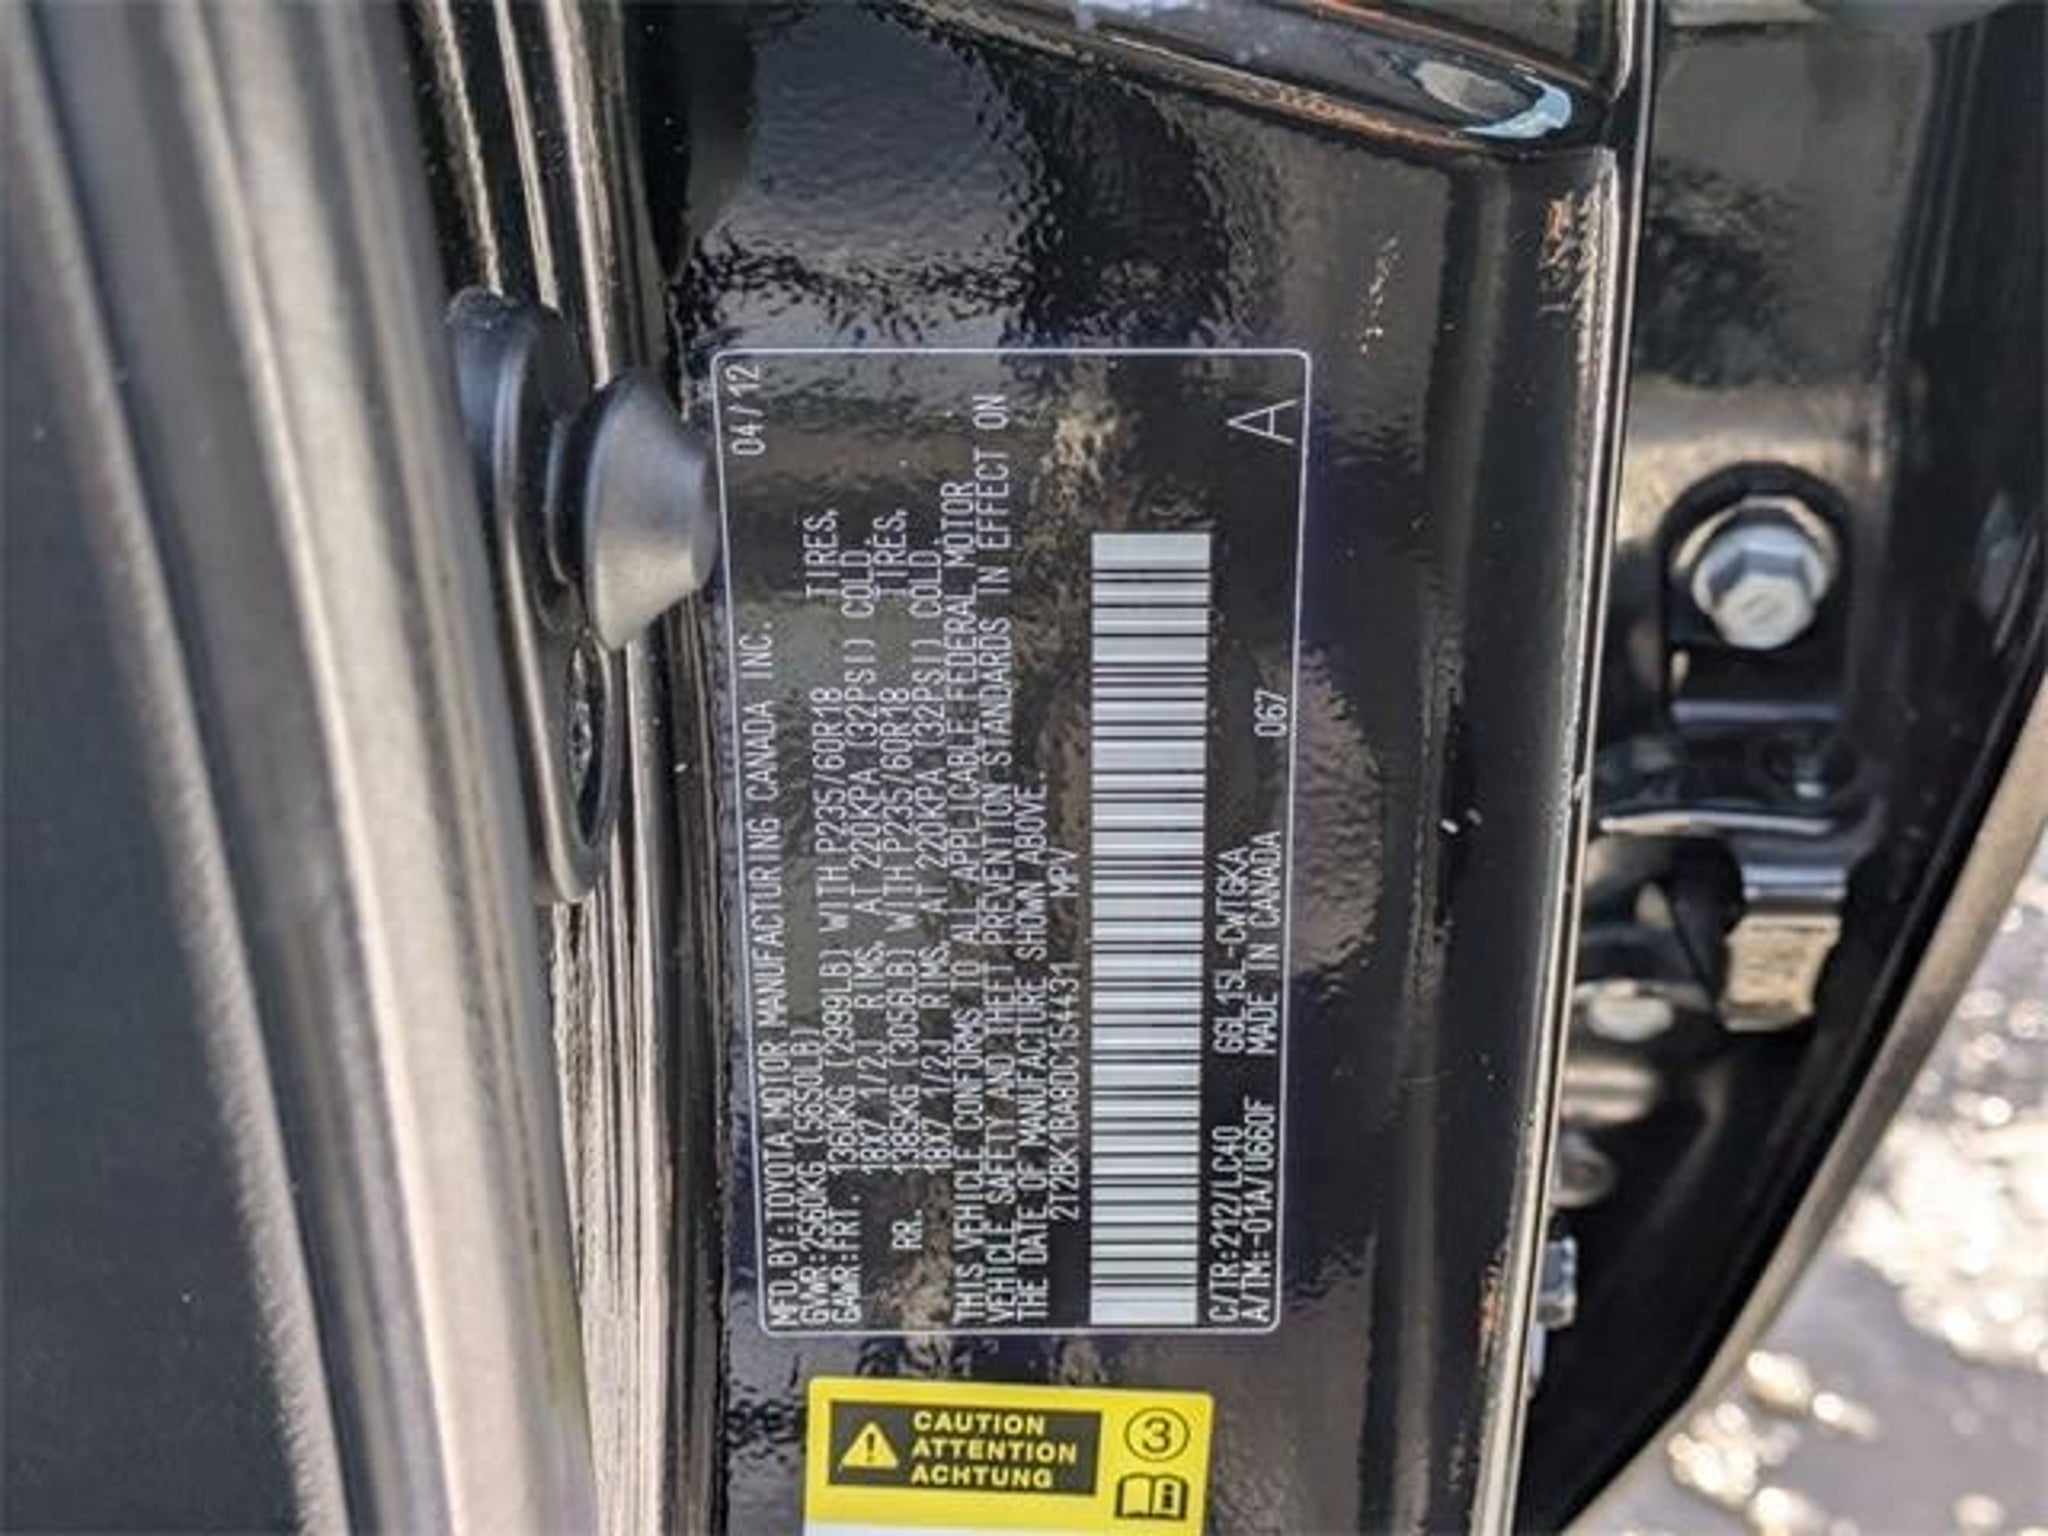 MFD.BY:TOYOTA MOTOR MANUFACTURING CANADA INC. 04/12
GVWR:2560KG (5650LB)
GAWR:FRT. 1360KG (2999LB) WITH P235/60R18 TIRES,
18X7 1/2J RIMS, AT 220KPA (32PSI) COLD.
RR. 1385KG (3056LB) WITH P235/60R18 TIRES,
18X7 1/2J RIMS, AT 220KPA (32PSI) COLD.
THIS VEHICLE CONFORMS TO ALL APPLICABLE FEDERAL MOTOR
VEHICLE SAFETY AND THEFT PREVENTION STANDARDS IN EFFECT ON
THE DATE OF MANUFACTURE SHOWN ABOVE.
2T2BK1BA8DC154431 MPV
C/TR:212/LC40 GGL15L-CWTGKA A
A/TM:-01A/U660F MADE IN CANADA 067
CAUTION
ATTENTION
ACHTUNG
3